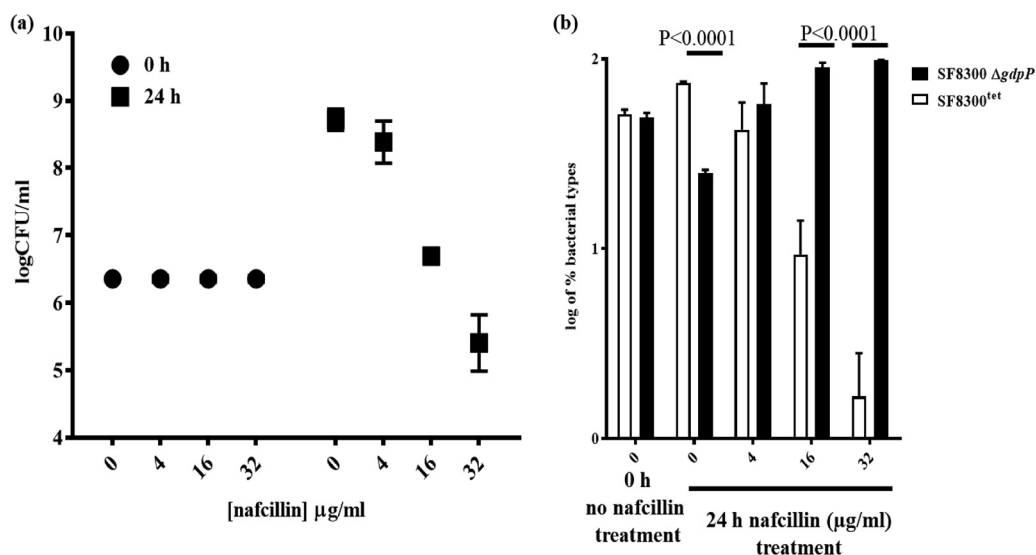 (a)
0 h
24 h
logCFU/ml
10
9
8
7
6
5
4
0 4 16 32 0 4 16 32
[nafcillin] µg/ml
(b)
P<0.0001 P<0.0001
SF8300 ΔgdpP
SF8300tet
log of % bacterial types
2
1
0
0 0 4 16 32
0 h
no nafcillin
treatment
24 h nafcillin (µg/ml)
treatment